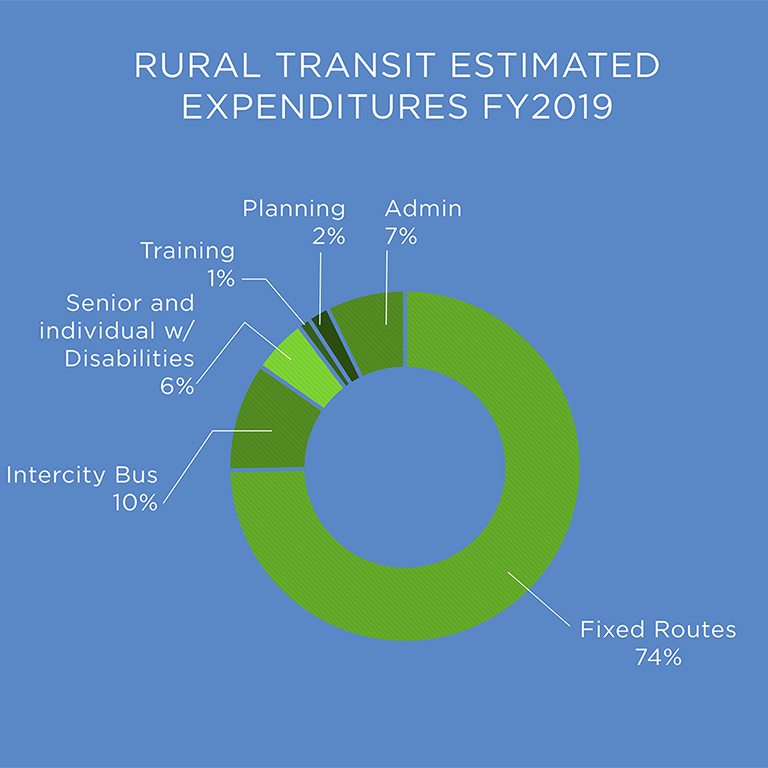 RURAL TRANSIT ESTIMATED
EXPENDITURES FY2019
Planning
2%
Admin
7%
Training
1%
Senior and
individual w/
Disabilities
6%
Intercity Bus
10%
Fixed Routes
74%